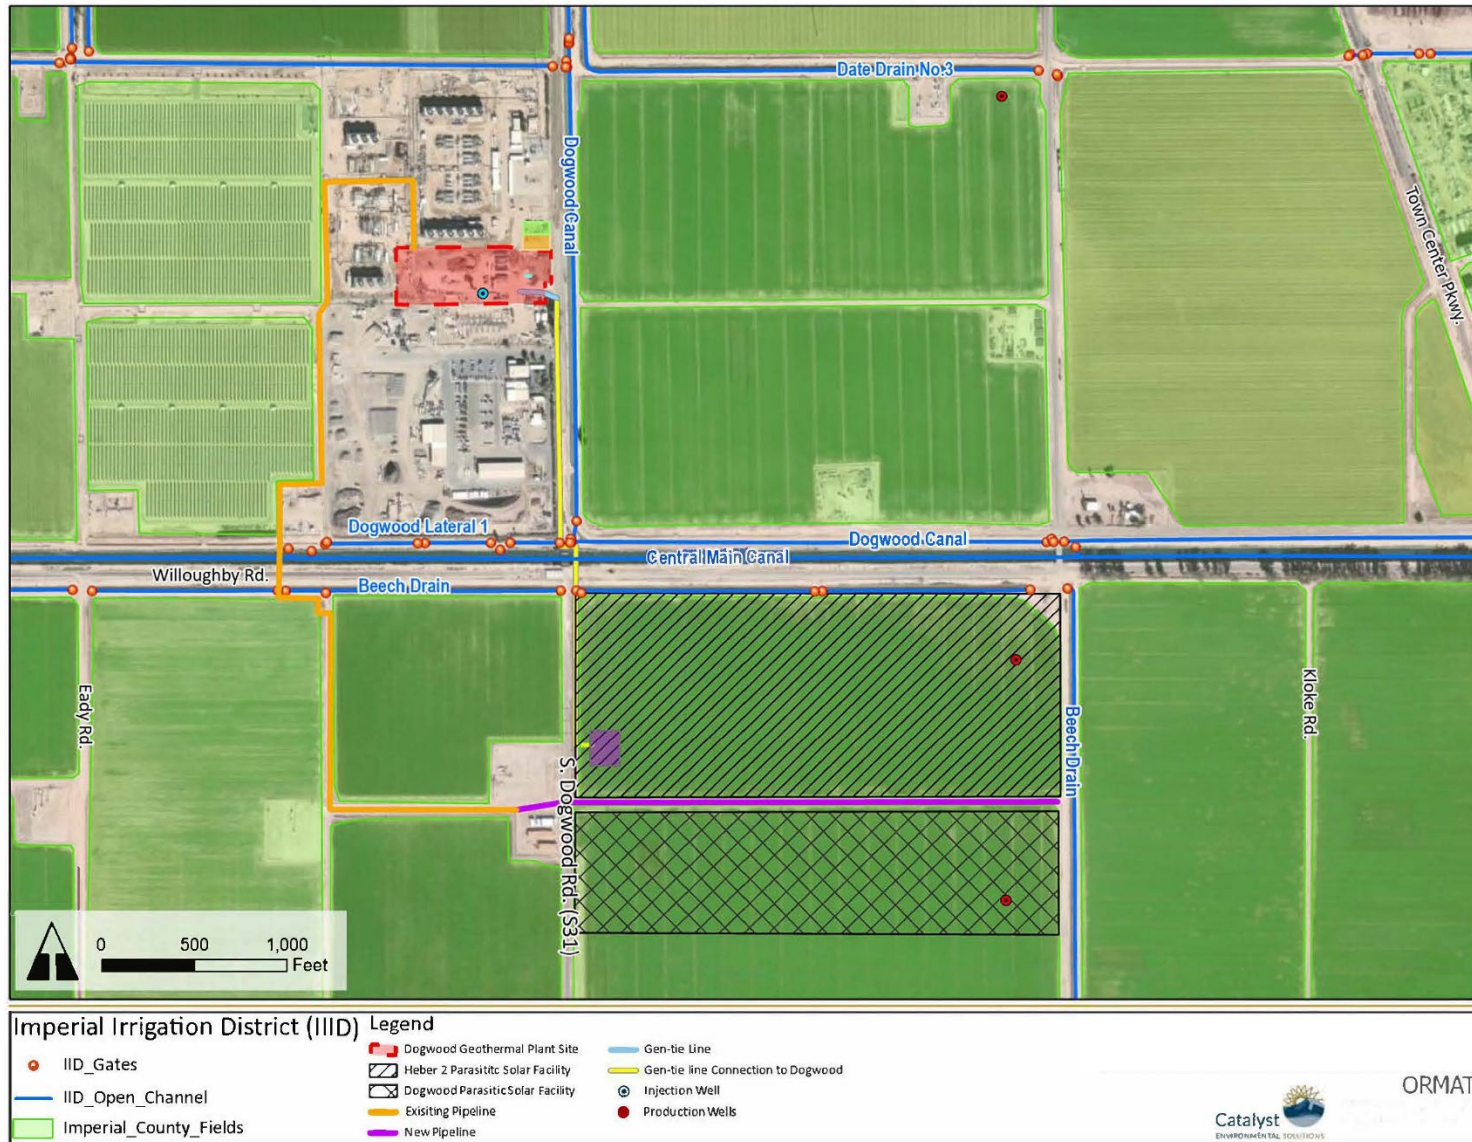 Date Drain No.3
Dogwood Canal
Town Center Pkwy.
Dogwood Lateral 1
Dogwood Canal
Central Main Canal
Willoughby Rd.
Beech Drain
Eady Rd.
Kloke Rd.
Beech Drain
S. Dogwood Rd. (S31)
0 500 1,000
Feet
Imperial Irrigation District (IIID)
IID_Gates
IID_Open_Channel
Imperial_County_Fields
Legend
Dogwood Geothermal Plant Site
Heber 2 Parasititc Solar Facility
Dogwood Parasitic Solar Facility
Exisiting Pipeline
New Pipeline
Gen-tie Line
Gen-tie line Connection to Dogwood
Injection Well
Production Wells
Catalyst
ENVIRONMENTAL SOLUTIONS
ORMAT